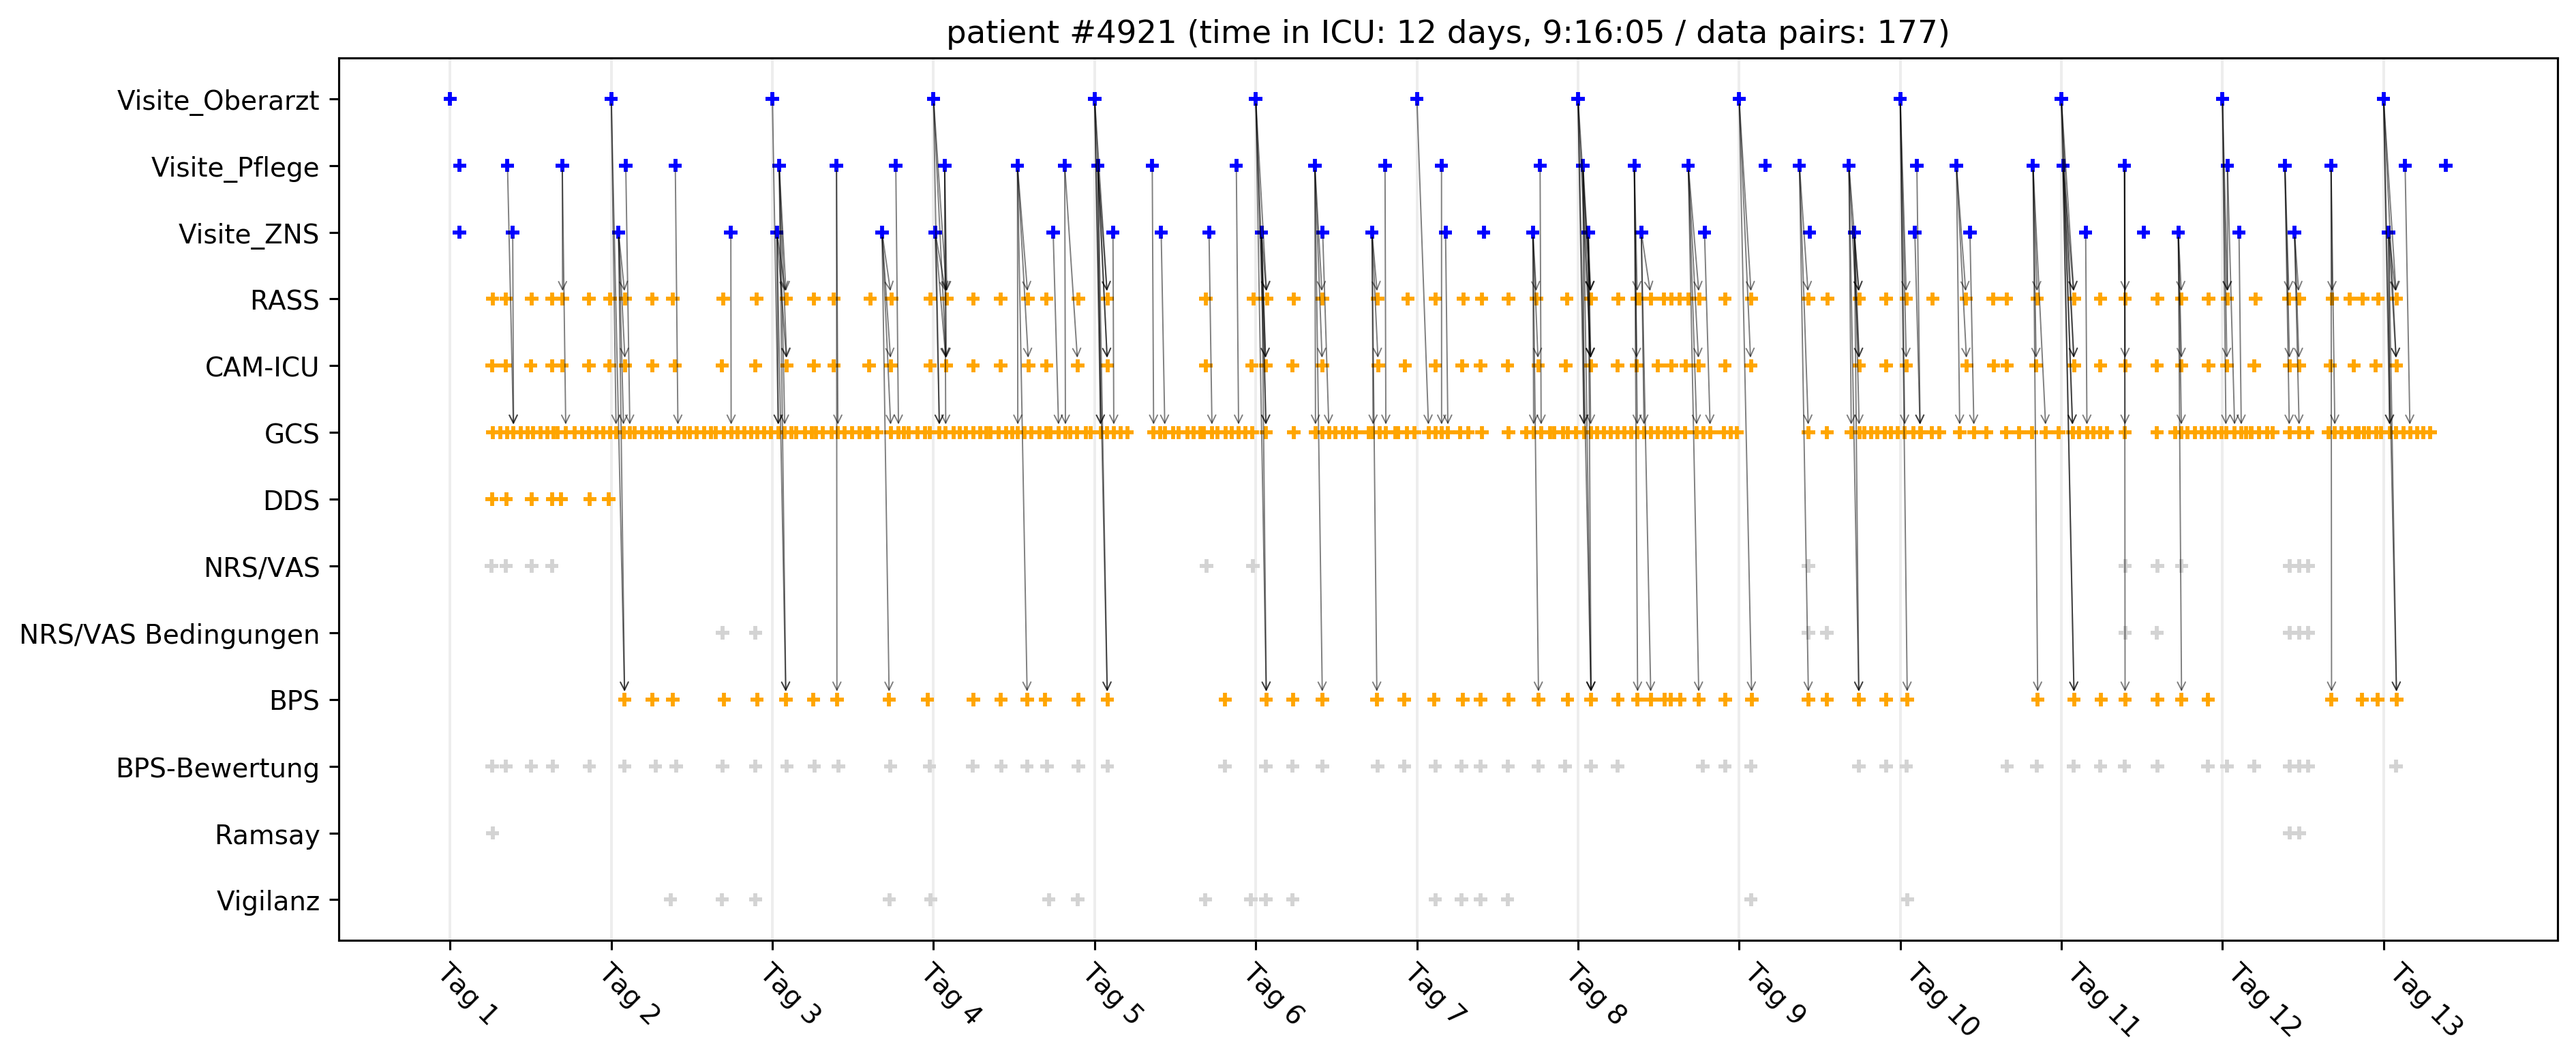 patient #4921 (time in ICU: 12 days, 9:16:05 / data pairs: 177)
Visite_Oberarzt
Visite_Pflege
Visite_ZNS
RASS
CAM-ICU
GCS
DDS
NRS/VAS
NRS/VAS Bedingungen
BPS
BPS-Bewertung
Ramsay
Vigilanz
Tag 1
Tag 2
Tag 3
Tag 4
Tag 5
Tag 6
Tag 7
Tag 8
Tag 9
Tag 10
Tag 11
Tag 12
Tag 13